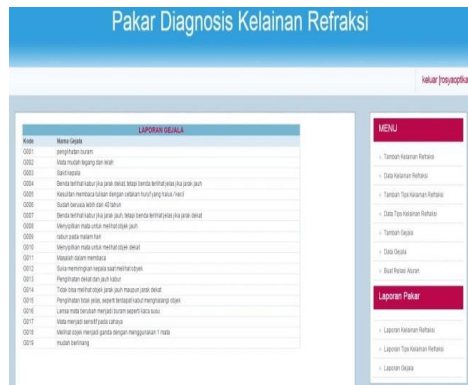 Pakar Diagnosis Kelainan Refraksi
keluar [rosyaoptika
LAPORAN GEJALA
Kode Nama Gejala
G001 penglihatan buram
G002 Mata mudah tegang dan lelah
G003 Sakit kepala
G004 Benda terlihat kabur jika jarak dekat, tetapi benda terlihat jelas jika jarak jauh
G005 Kesulitan membaca tulisan dengan cetakan huruf yang halus / kecil
G006 Sudah berusia lebih dari 40 tahun
G007 Benda terlihat kabur jika jarak jauh, tetapi benda terlihat jelas jika jarak dekat
G008 Menyipitkan mata untuk melihat objek jauh
G009 rabun pada malam hari
G010 Menyipitkan mata untuk melihat objek dekat
G011 Masalah dalam membaca
G012 Suka memiringkan kepala saat melihat objek
G013 Penglihatan dekat dan jauh kabur
G014 Tidak bisa melihat objek jarak jauh maupun jarak dekat
G015 Penglihatan tidak jelas, seperti terdapat kabut menghalangi objek
G016 Lensa mata berubah menjadi buram seperti kaca susu
G017 Mata menjadi sensitif pada cahaya
G018 Melihat objek menjadi ganda dengan menggunakan 1 mata
G019 mudah berlinang
MENU
Tambah Kelainan Refraksi
Data Kelainan Refraksi
Tambah Tips Kelainan Refraksi
Data Tips Kelainan Refraksi
Tambah Gejala
Data Gejala
Buat Relasi Aturan
Laporan Pakar
Laporan Kelainan Refraksi
Laporan Tips Kelainan Refraksi
Laporan Gejala